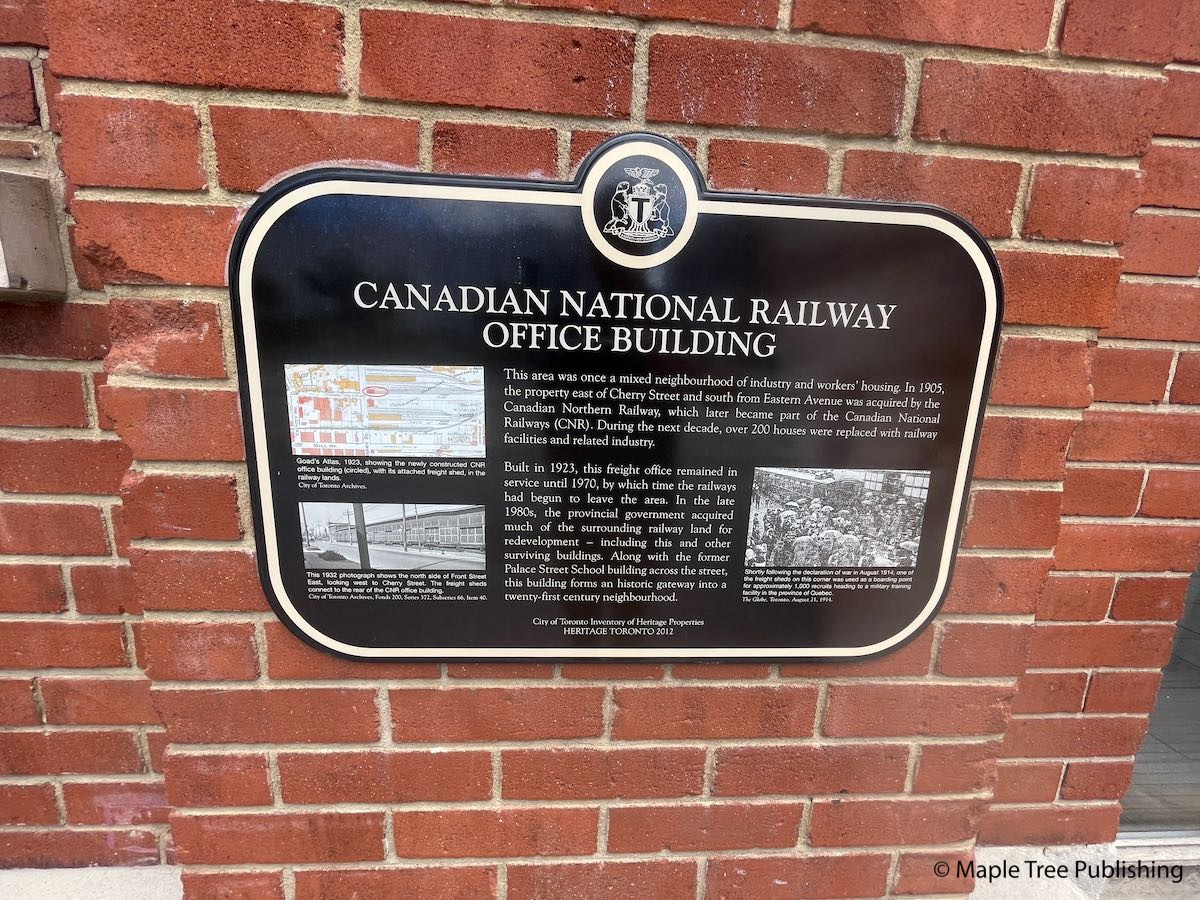 T
CANADIAN NATIONAL RAILWAY
OFFICE BUILDING
This area was once a mixed neighbourhood of industry and workers' housing. In 1905,
the property east of Cherry Street and south from Eastern Avenue was acquired by the
Canadian Northern Railway, which later became part of the Canadian National
Railways (CNR). During the next decade, over 200 houses were replaced with railway
facilities and related industry.
MILL ST
Goad's Atlas, 1923, showing the newly constructed CNR
office building (circled), with its attached freight shed, in the
railway lands.
City of Toronto Archives.
Built in 1923, this freight office remained in
service until 1970, by which time the railways
had begun to leave the area. In the late
1980s, the provincial government acquired
much of the surrounding railway land for
redevelopment – including this and other
surviving buildings. Along with the former
Palace Street School building across the street,
this building forms an historic gateway into a
twenty-first century neighbourhood.
This 1932 photograph shows the north side of Front Street
East, looking west to Cherry Street. The freight sheds
connect to the rear of the CNR office building.
City of Toronto Archives, Fonds 200, Series 372, Subseries 66, Item 40.
Shortly following the declaration of war in August 1914, one of
the freight sheds on this corner was used as a boarding point
for approximately 1,000 recruits heading to a military training
facility in the province of Quebec.
The Globe, Toronto, August 21, 1914.
City of Toronto Inventory of Heritage Properties
HERITAGE TORONTO 2012
© Maple Tree Publishing